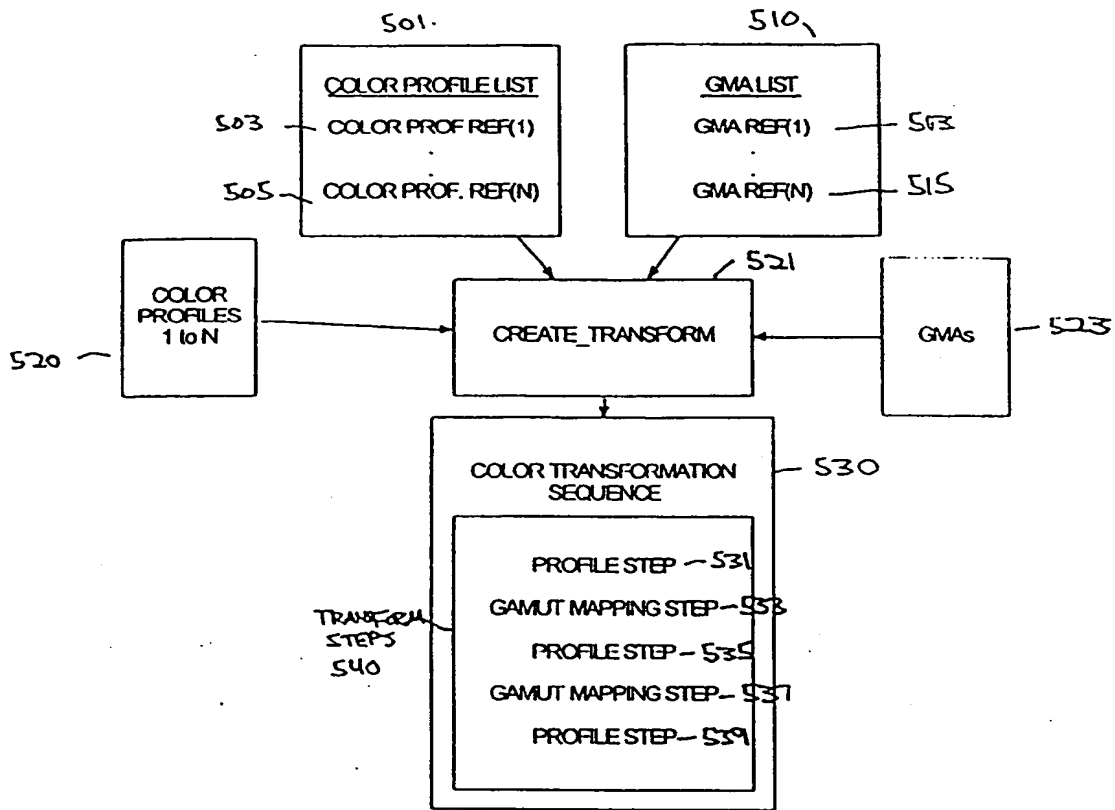 501.
510
COLOR PROFILE LIST
503 COLOR PROF REF(1)
.
.
505 COLOR PROF. REF(N)
GMA LIST
GMA REF(1) 513
.
.
GMA REF(N) 515
521
COLOR
PROFILES
1 to N
520
CREATE_TRANSFORM
GMAs
523
COLOR TRANSFORMATION
SEQUENCE
530
PROFILE STEP 531
GAMUT MAPPING STEP 533
TRANSFORM
STEPS
540
PROFILE STEP 535
GAMUT MAPPING STEP 537
PROFILE STEP 539